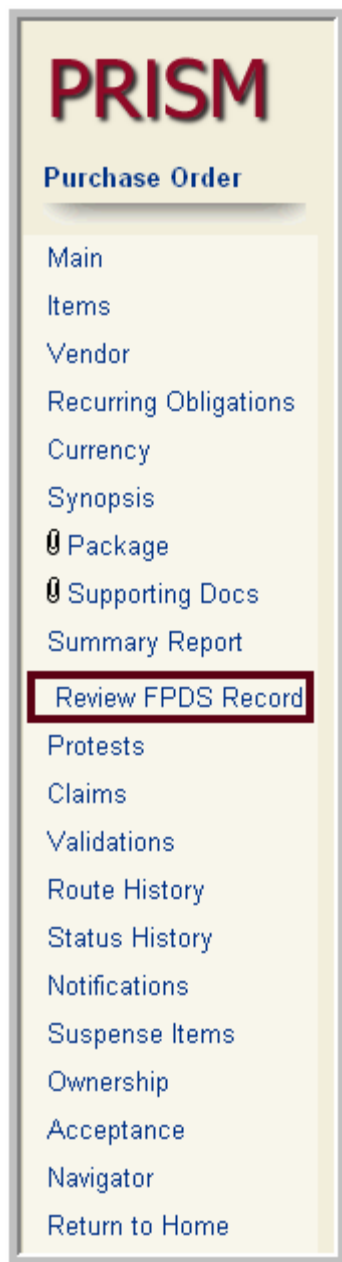 PRISM
Purchase Order
Main
Items
Vendor
Recurring Obligations
Currency
Synopsis
Package
Supporting Docs
Summary Report
Review FPDS Record
Protests
Claims
Validations
Route History
Status History
Notifications
Suspense Items
Ownership
Acceptance
Navigator
Return to Home